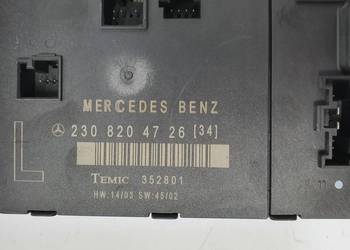 MERCEDES BENZ
230 820 47 26 [34]
L
TEMIC 352801
HW:14/03 SW:45/02